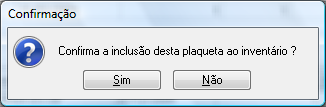 Confirmação
Confirma a inclusão desta plaqueta ao inventário ?
Sim
Não